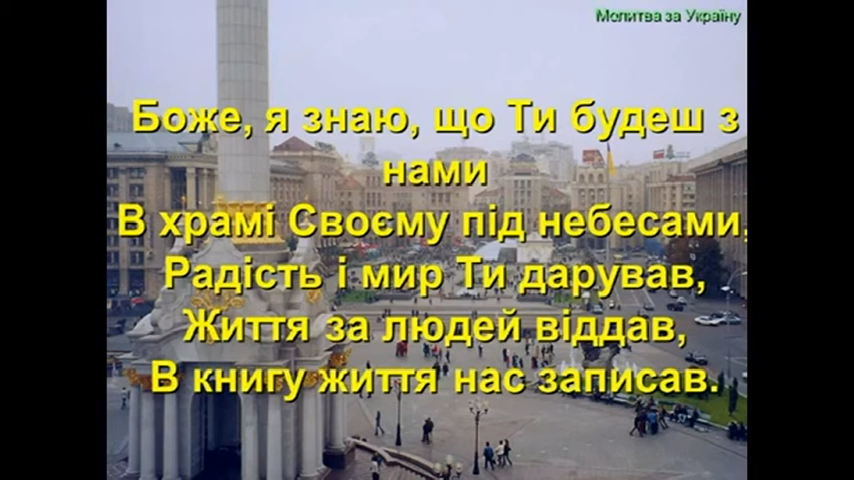 Молитва за Україну
Боже, я знаю, що Ти будеш з
нами
В храмі Своєму під небесами,
Радість і мир Ти дарував,
Життя за людей віддав,
В книгу життя нас записав.